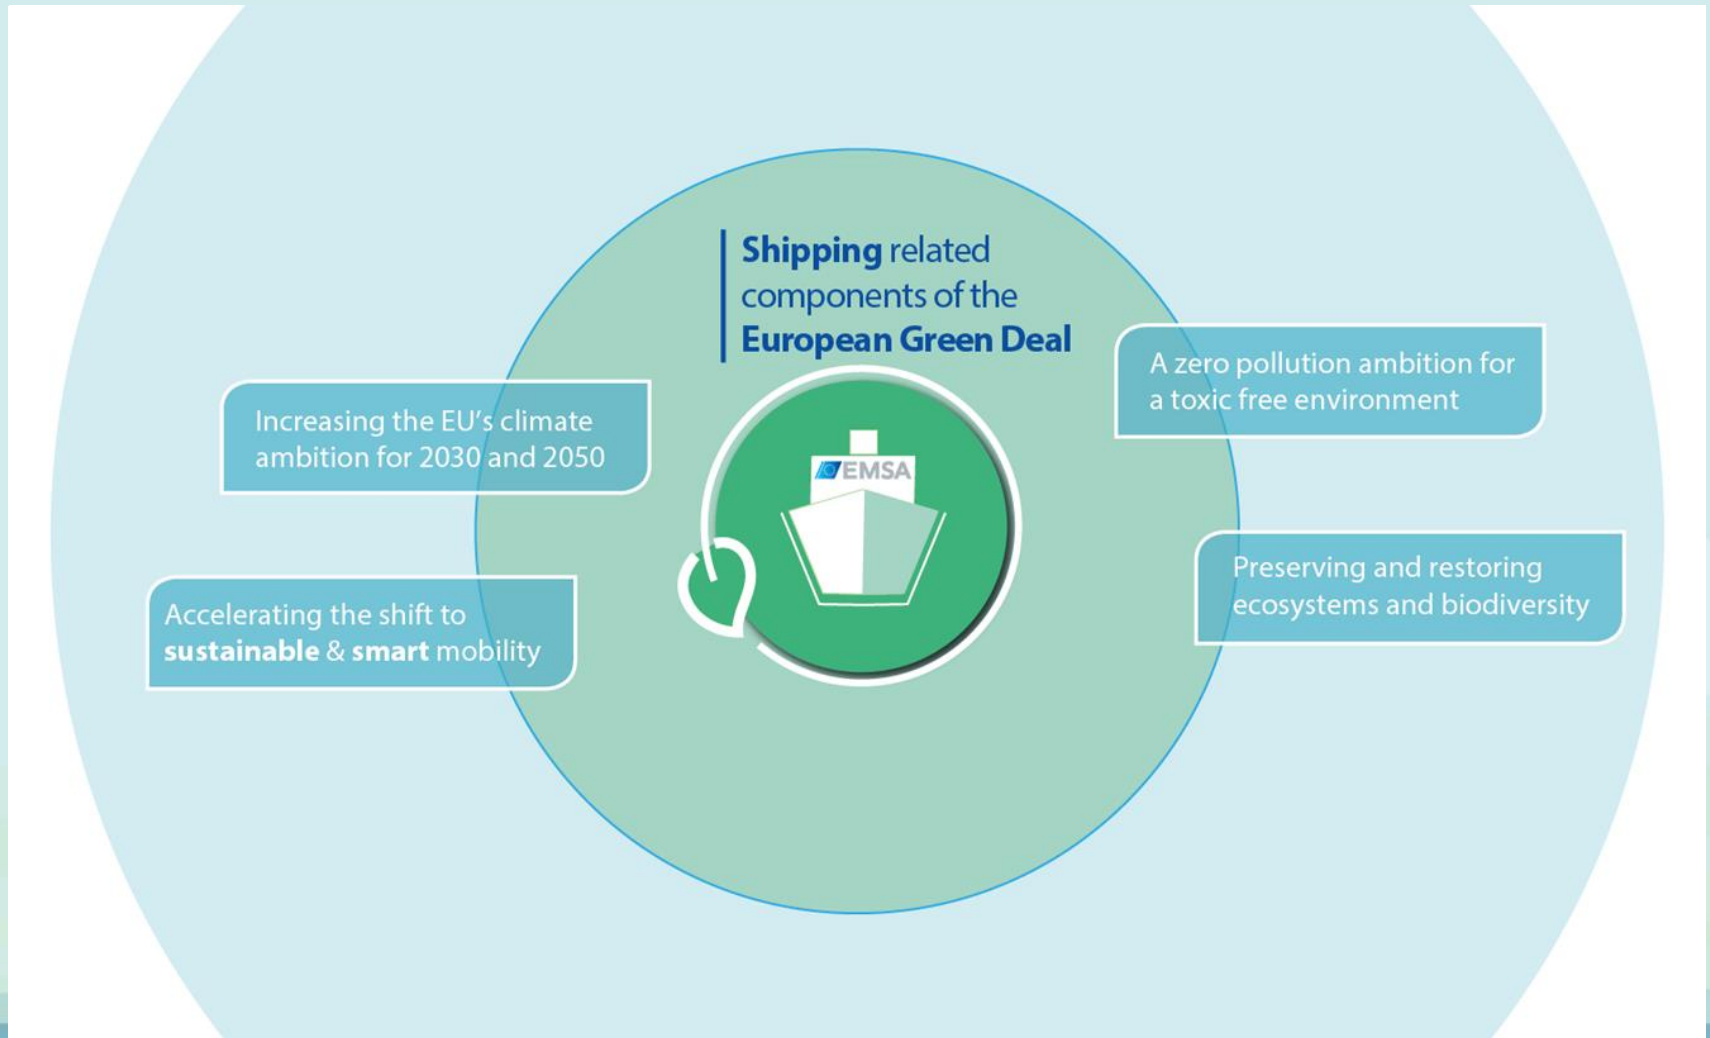 Shipping related
components of the
European Green Deal
Increasing the EU’s climate
ambition for 2030 and 2050
Accelerating the shift to
sustainable & smart mobility
EMSA
A zero pollution ambition for
a toxic free environment
Preserving and restoring
ecosystems and biodiversity